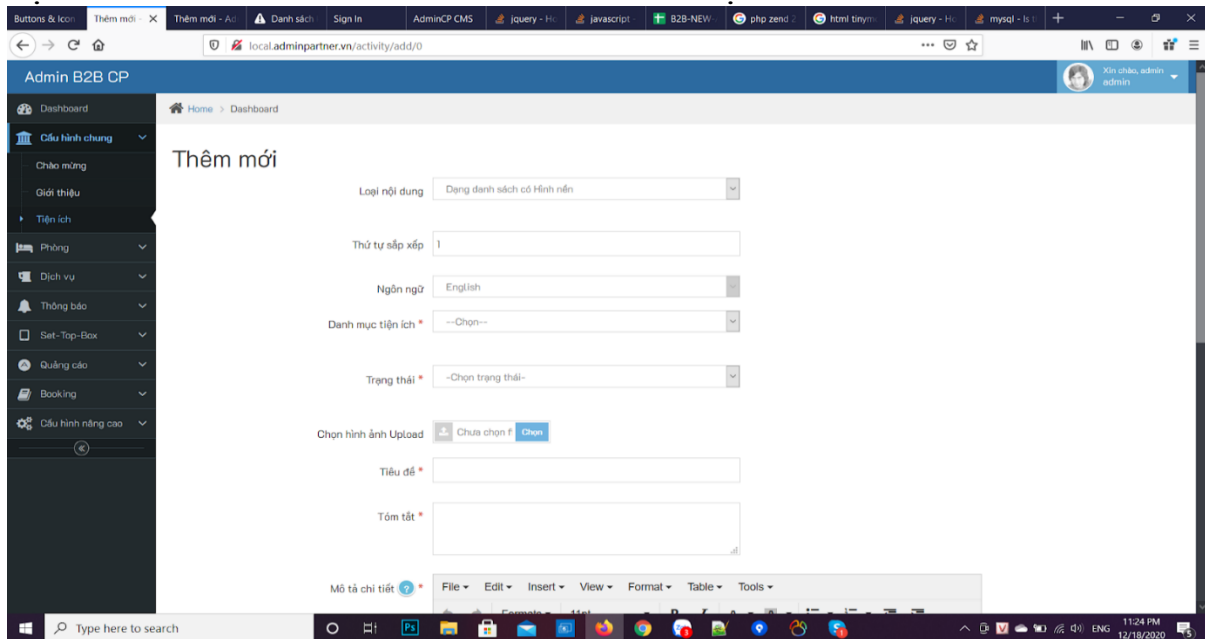 Buttons & Icon
Thêm mới -
Thêm mới - Ad
Danh sách
Sign In
AdminCP CMS
jquery - Ho
javascript -
B2B-NEW-
php zend 2
html tinym
jquery - Ho
mysql - Is t
local.adminpartner.vn/activity/add/0
Admin B2B CP
Xin chào, admin
admin
Dashboard
Home > Dashboard
Cấu hình chung
Chào mừng
Giới thiệu
Tiện ích
Phòng
Dịch vụ
Thông báo
Set-Top-Box
Quảng cáo
Booking
Cấu hình nâng cao
Thêm mới
Loại nội dung
Dạng danh sách có Hình nền
Thứ tự sắp xếp
1
Ngôn ngữ
English
Danh mục tiện ích *
--Chọn--
Trạng thái *
-Chọn trạng thái-
Chọn hình ảnh Upload
Chưa chọn f
Chọn
Tiêu đề *
Tóm tắt *
Mô tả chi tiết ? *
File Edit Insert View Format Table Tools
Formats 11pt
Type here to search
ENG
11:24 PM
12/18/2020